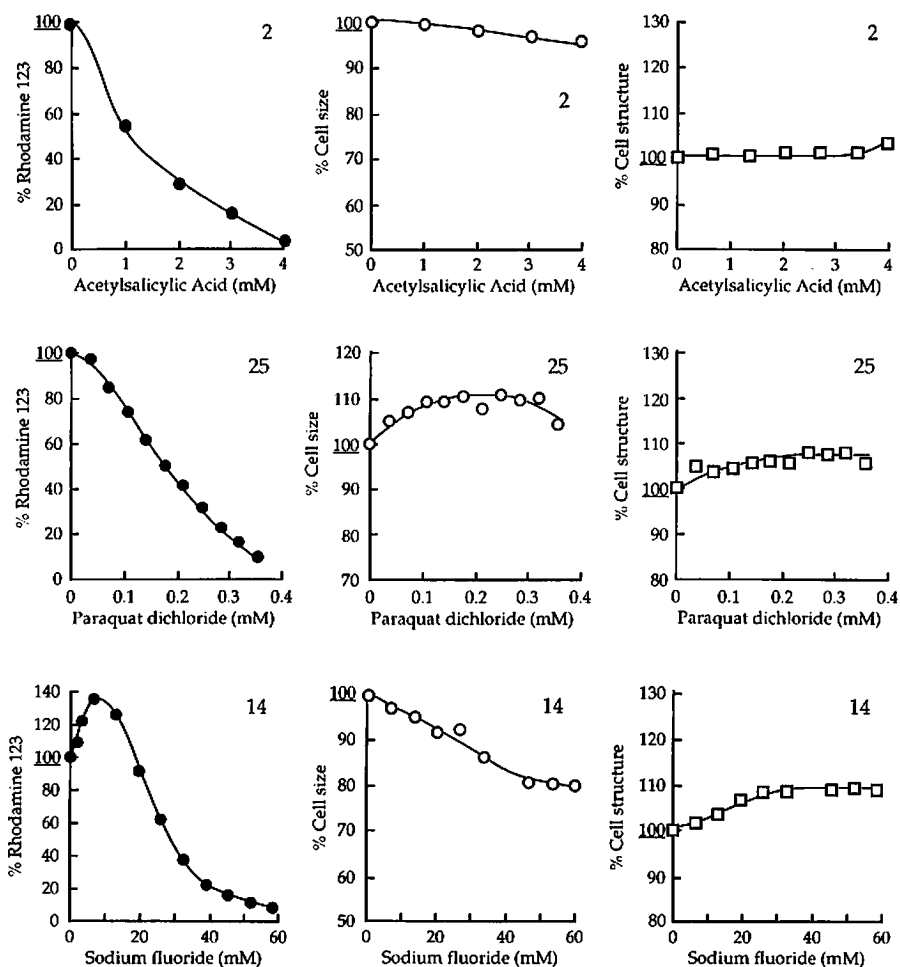 100
80
60
40
20
0
% Rhodamine 123
2
0 1 2 3 4
Acetylsalicylic Acid (mM)
100
90
80
70
60
50
% Cell size
2
0 1 2 3 4
Acetylsalicylic Acid (mM)
130
120
110
100
90
80
% Cell structure
2
0 1 2 3 4
Acetylsalicylic Acid (mM)
100
80
60
40
20
0
% Rhodamine 123
25
0 0.1 0.2 0.3 0.4
Paraquat dichloride (mM)
120
110
100
90
80
70
% Cell size
25
0 0.1 0.2 0.3 0.4
Paraquat dichloride (mM)
130
120
110
100
90
80
% Cell structure
25
0 0.1 0.2 0.3 0.4
Paraquat dichloride (mM)
140
120
100
80
60
40
20
0
% Rhodamine 123
14
0 20 40 60
Sodium fluoride (mM)
100
90
80
70
60
50
% Cell size
14
0 20 40 60
Sodium fluoride (mM)
130
120
110
100
90
80
% Cell structure
14
0 20 40 60
Sodium fluoride (mM)